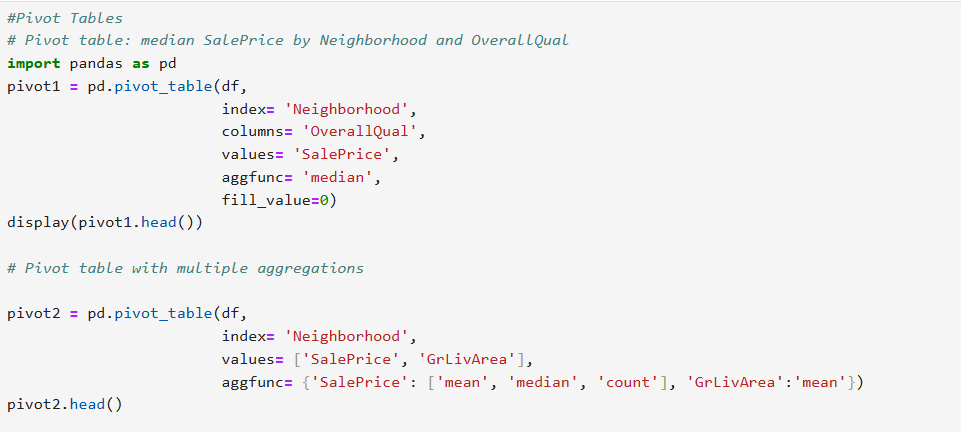 #Pivot Tables
# Pivot table: median SalePrice by Neighborhood and OverallQual
import pandas as pd
pivot1 = pd.pivot_table(df,
                        index= 'Neighborhood',
                        columns= 'OverallQual',
                        values= 'SalePrice',
                        aggfunc= 'median',
                        fill_value=0)
display(pivot1.head())

# Pivot table with multiple aggregations

pivot2 = pd.pivot_table(df,
                        index= 'Neighborhood',
                        values= ['SalePrice', 'GrLivArea'],
                        aggfunc= {'SalePrice': ['mean', 'median', 'count'], 'GrLivArea':'mean'})
pivot2.head()